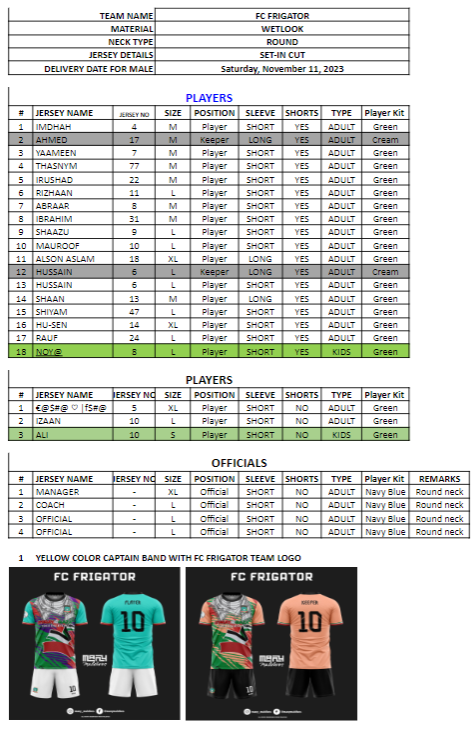 TEAM NAME FC FRIGATOR
MATERIAL WETLOOK
NECK TYPE ROUND
JERSEY DETAILS SET-IN CUT
DELIVERY DATE FOR MALE Saturday, November 11, 2023
PLAYERS
# JERSEY NAME JERSEY NO SIZE POSITION SLEEVE SHORTS TYPE Player Kit
1 IMDHAH 4 M Player SHORT YES ADULT Green
2 AHMED 17 M Keeper LONG YES ADULT Cream
3 YAAMEEN 7 M Player SHORT YES ADULT Green
4 THASNYM 77 M Player SHORT YES ADULT Green
5 IRUSHAD 22 M Player SHORT YES ADULT Green
6 RIZHAAN 11 L Player SHORT YES ADULT Green
7 ABRAAR 8 M Player SHORT YES ADULT Green
8 IBRAHIM 31 M Player SHORT YES ADULT Green
9 SHAAZU 9 L Player SHORT YES ADULT Green
10 MAUROOF 10 L Player SHORT YES ADULT Green
11 ALSON ASLAM 18 XL Player LONG YES ADULT Green
12 HUSSAIN 6 L Keeper LONG YES ADULT Cream
13 HUSSAIN 6 L Player SHORT YES ADULT Green
14 SHAAN 13 M Player LONG YES ADULT Green
15 SHIYAM 47 L Player SHORT YES ADULT Green
16 HU-SEN 14 XL Player SHORT YES ADULT Green
17 RAUF 24 L Player SHORT YES ADULT Green
18 NOY@ 8 L Player SHORT YES KIDS Green
PLAYERS
# JERSEY NAME JERSEY NO SIZE POSITION SLEEVE SHORTS TYPE Player Kit
1 €@$#@ ♡ |f$#@ 5 XL Player SHORT NO ADULT Green
2 IZAAN 10 L Player SHORT NO ADULT Green
3 ALI 10 S Player SHORT NO KIDS Green
OFFICIALS
# JERSEY NAME JERSEY NO SIZE POSITION SLEEVE SHORTS TYPE Player Kit REMARKS
1 MANAGER - XL Official SHORT NO ADULT Navy Blue Round neck
2 COACH - L Official SHORT NO ADULT Navy Blue Round neck
3 OFFICIAL - L Official SHORT NO ADULT Navy Blue Round neck
4 OFFICIAL - L Official SHORT NO ADULT Navy Blue Round neck
1 YELLOW COLOR CAPTAIN BAND WITH FC FRIGATOR TEAM LOGO
FC FRIGATOR FC FRIGATOR
PLAYER KEEPER
10 10
10 10